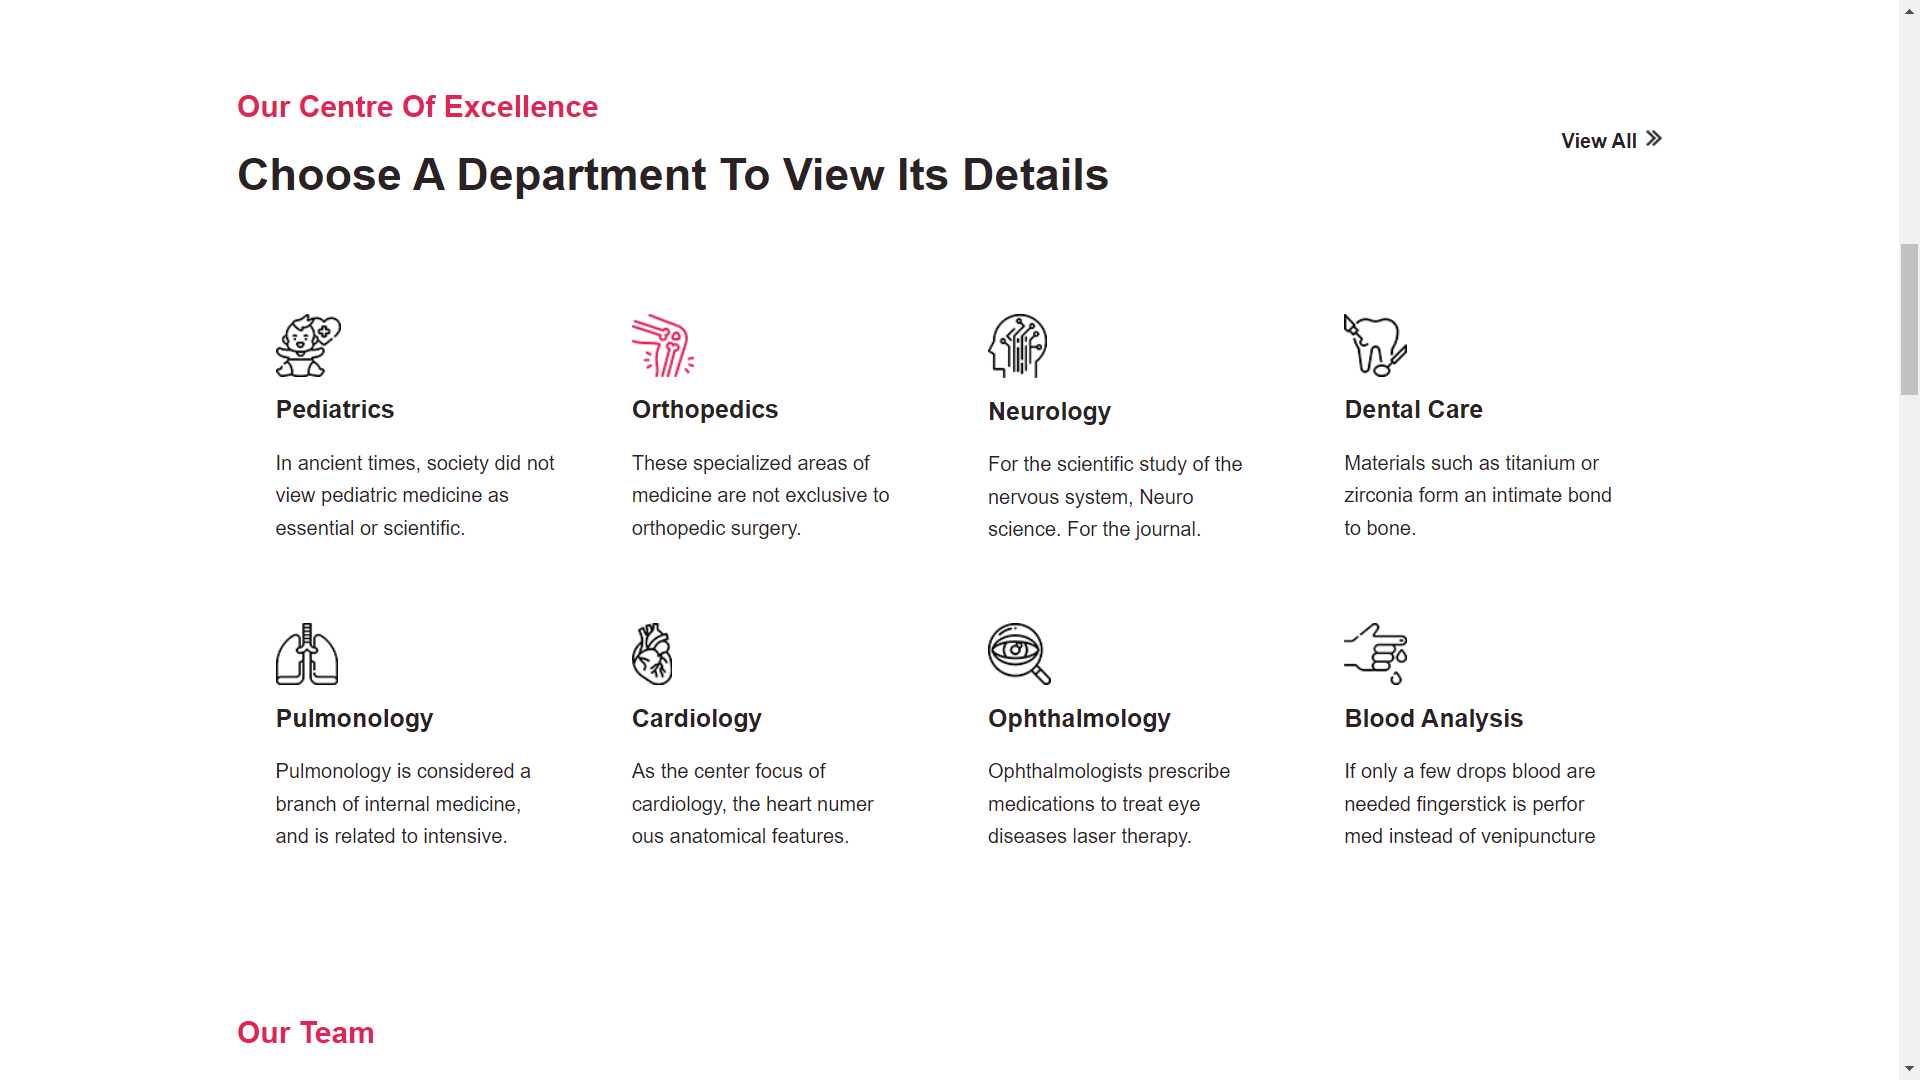 Our Centre Of Excellence
View All
Choose A Department To View Its Details
Pediatrics
In ancient times, society did not
view pediatric medicine as
essential or scientific.
Orthopedics
These specialized areas of
medicine are not exclusive to
orthopedic surgery.
Neurology
For the scientific study of the
nervous system, Neuro
science. For the journal.
Dental Care
Materials such as titanium or
zirconia form an intimate bond
to bone.
Pulmonology
Pulmonology is considered a
branch of internal medicine,
and is related to intensive.
Cardiology
As the center focus of
cardiology, the heart numer
ous anatomical features.
Ophthalmology
Ophthalmologists prescribe
medications to treat eye
diseases laser therapy.
Blood Analysis
If only a few drops blood are
needed fingerstick is perfor
med instead of venipuncture
Our Team